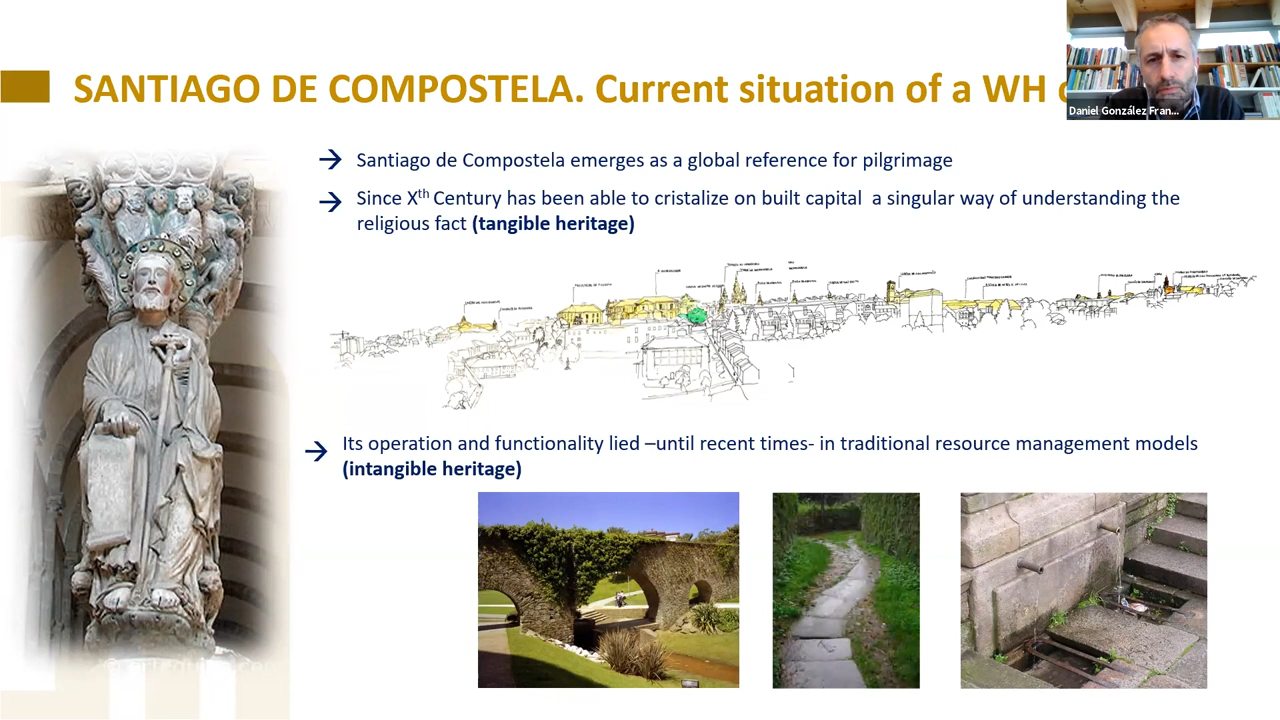 SANTIAGO DE COMPOSTELA. Current situation of a WH
Daniel González Fran...
→ Santiago de Compostela emerges as a global reference for pilgrimage
→ Since Xth Century has been able to cristalize on built capital a singular way of understanding the
religious fact (tangible heritage)
→ Its operation and functionality lied –until recent times- in traditional resource management models
(intangible heritage)